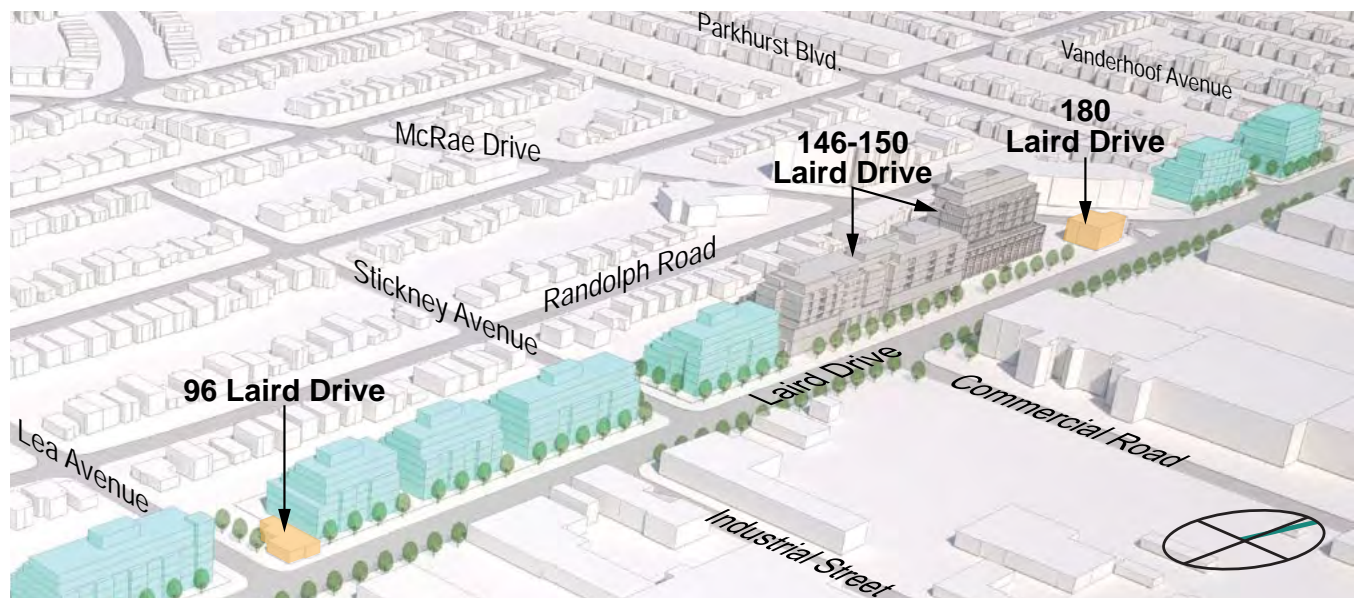 Parkhurst Blvd.
Vanderhoof Avenue
180
Laird Drive
146-150
Laird Drive
McRae Drive
Stickney Avenue
Randolph Road
96 Laird Drive
Laird Drive
Commercial Road
Lea Avenue
Industrial Street